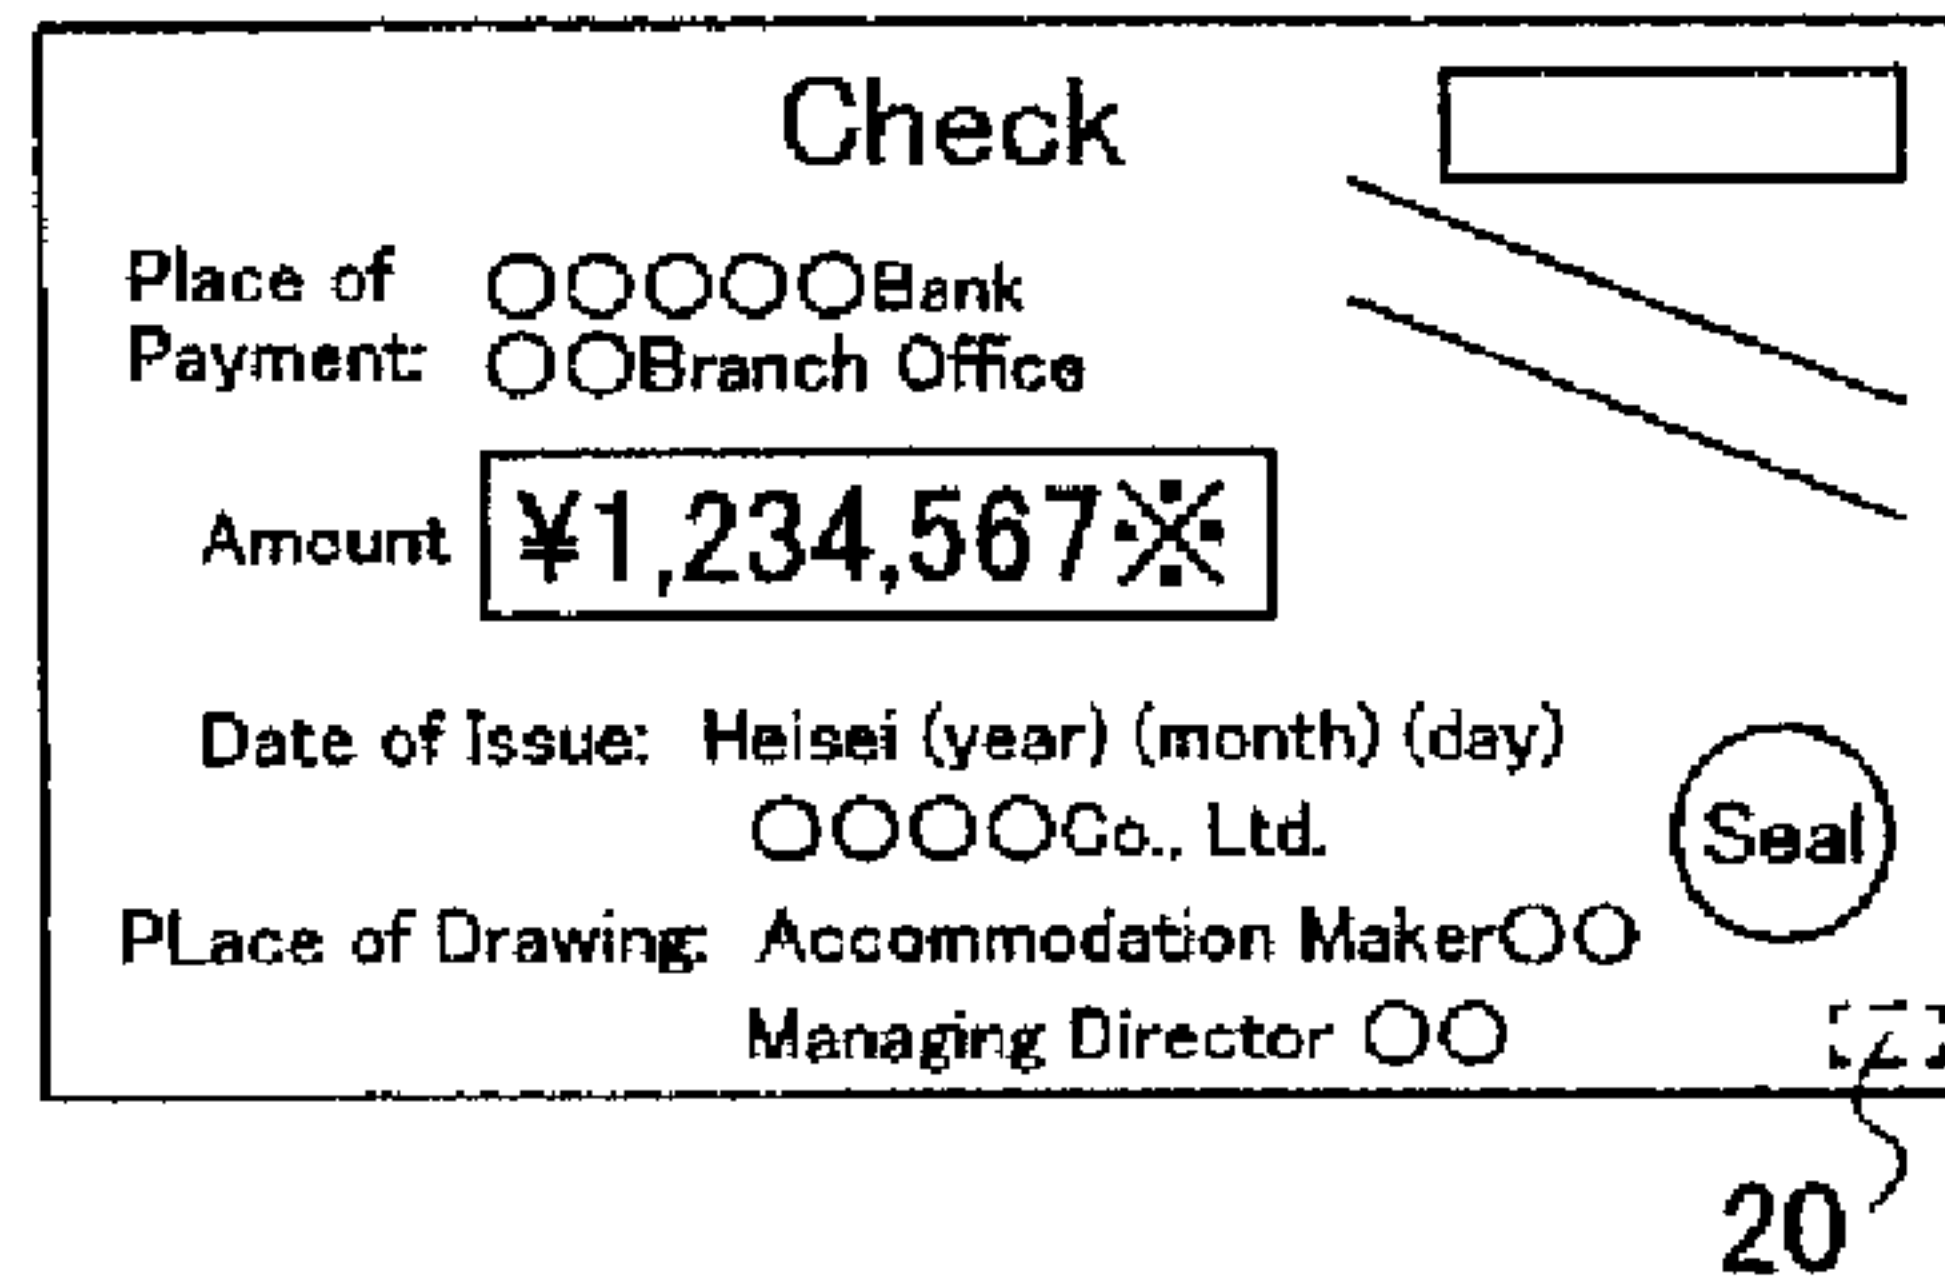 Check
Place of ○○○○○Bank
Payment: ○○Branch Office
Amount ¥1,234,567※
Date of Issue: Heisei (year) (month) (day)
○○○○Co., Ltd.
Seal
PLace of Drawing: Accommodation Maker○○
Managing Director ○○
20